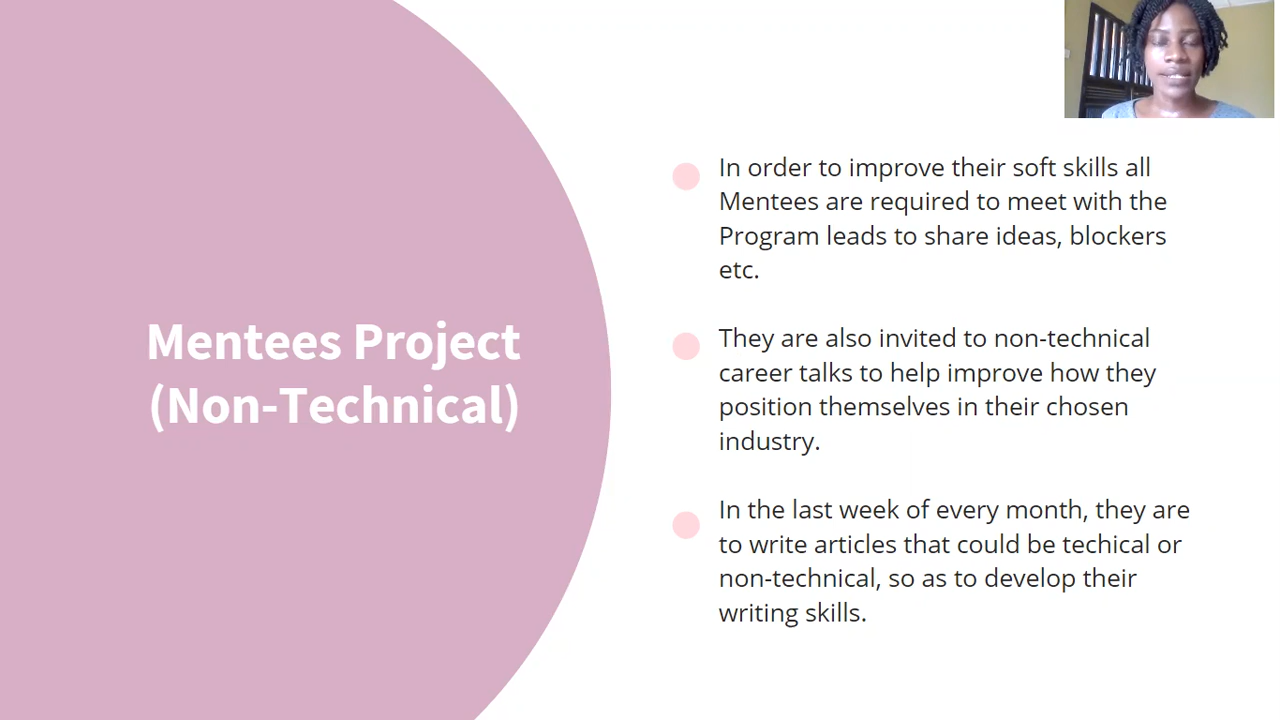 Mentees Project
(Non-Technical)
In order to improve their soft skills all
Mentees are required to meet with the
Program leads to share ideas, blockers
etc.
They are also invited to non-technical
career talks to help improve how they
position themselves in their chosen
industry.
In the last week of every month, they are
to write articles that could be techical or
non-technical, so as to develop their
writing skills.